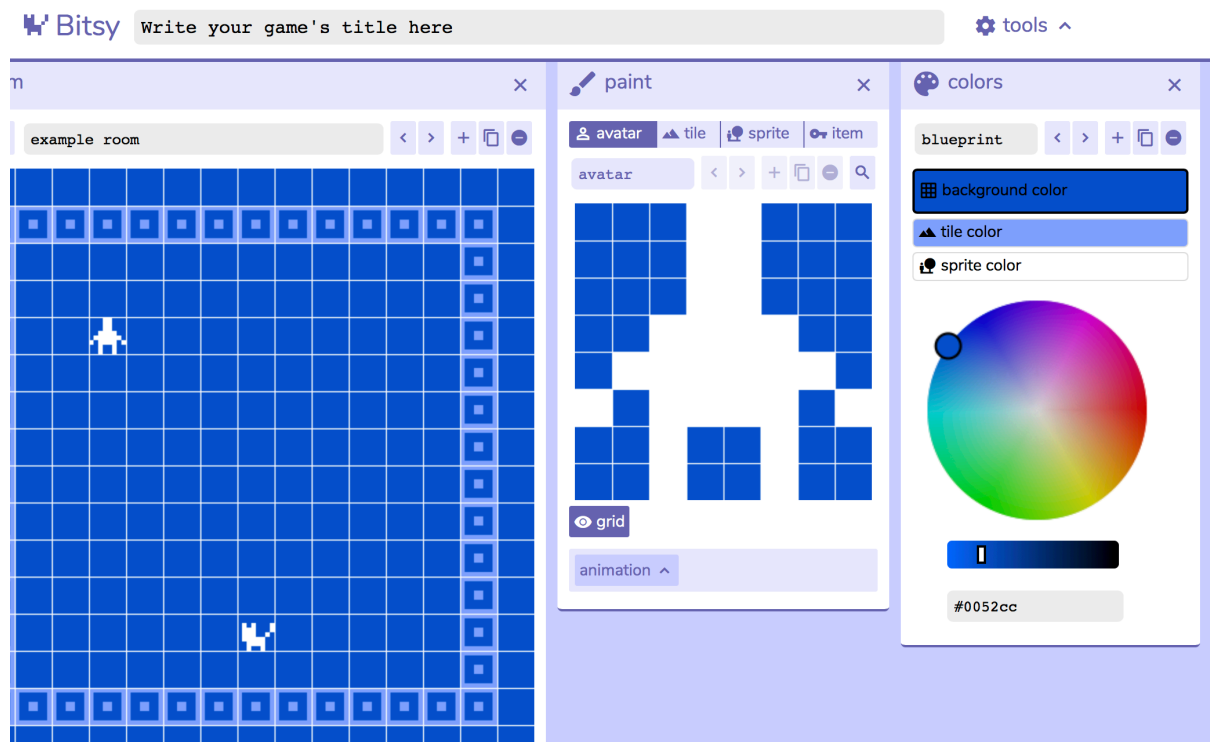 Bitsy
Write your game's title here
tools
m
paint
colors
example room
avatar
tile
sprite
item
avatar
blueprint
background color
tile color
sprite color
grid
animation
#0052cc